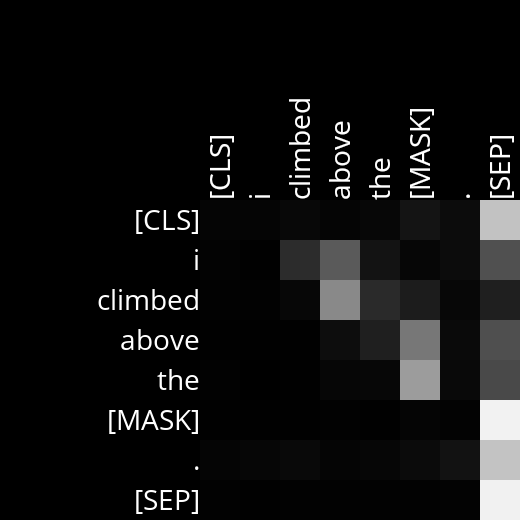 [CLS] i climbed above the [MASK] . [SEP]
[CLS]
i
climbed
above
the
[MASK]
.
[SEP]